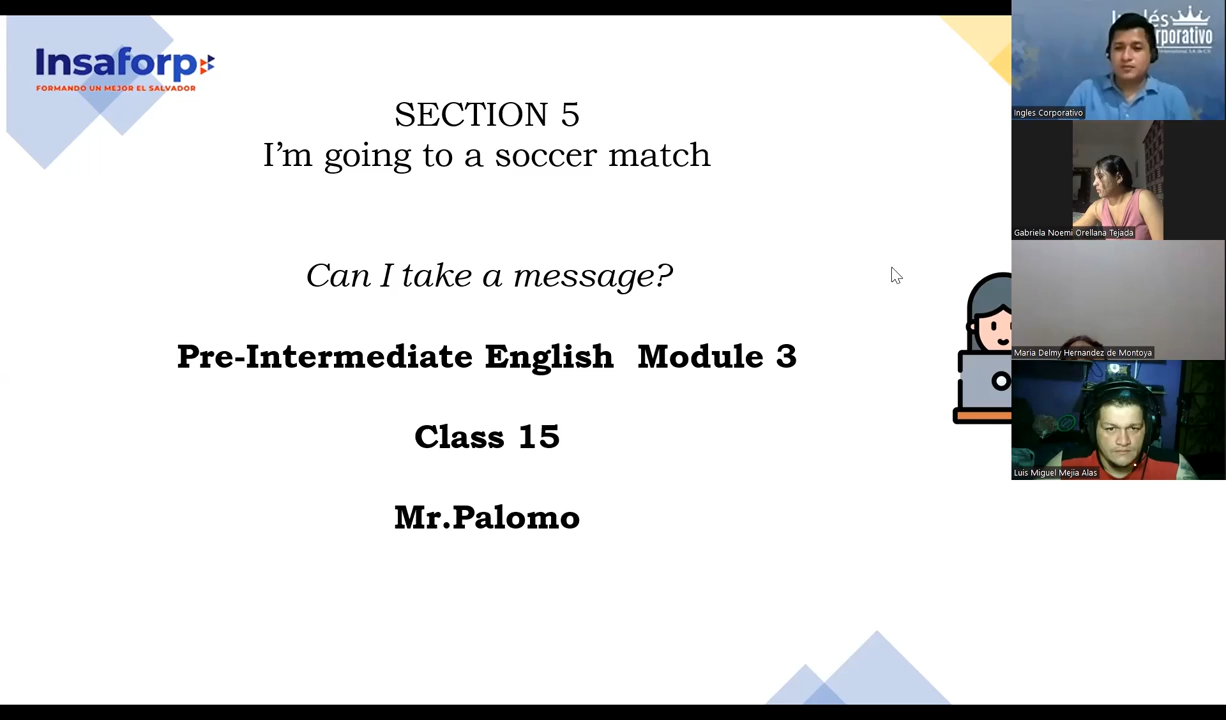 Insaforp
FORMANDO UN MEJOR EL SALVADOR
SECTION 5
I’m going to a soccer match
Can I take a message?
Pre-Intermediate English Module 3
Class 15
Mr.Palomo
Inglés
Corporativo
Ingles Corporativo
Gabriela Noemi Orellana Tejada
Maria Delmy Hernandez de Montoya
Luis Miguel Mejia Alas